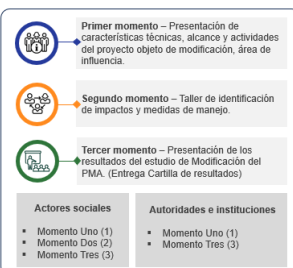 Primer momento – Presentación de
características técnicas, alcance y actividades
del proyecto objeto de modificación, área de
influencia.
Segundo momento – Taller de identificación
de impactos y medidas de manejo.
Tercer momento – Presentación de los
resultados del estudio de Modificación del
PMA. (Entrega Cartilla de resultados)
Actores sociales
▪ Momento Uno (1)
▪ Momento Dos (2)
▪ Momento Tres (3)
Autoridades e instituciones
▪ Momento Uno (1)
▪ Momento Tres (3)